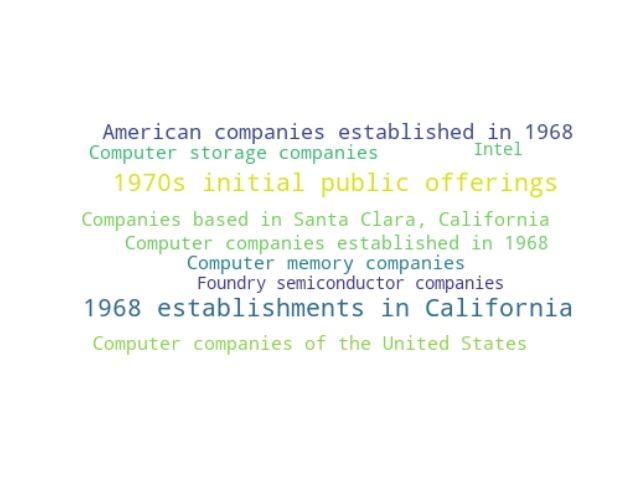 American companies established in 1968
Computer storage companies
Intel
1970s initial public offerings
Companies based in Santa Clara, California
Computer companies established in 1968
Computer memory companies
Foundry semiconductor companies
1968 establishments in California
Computer companies of the United States